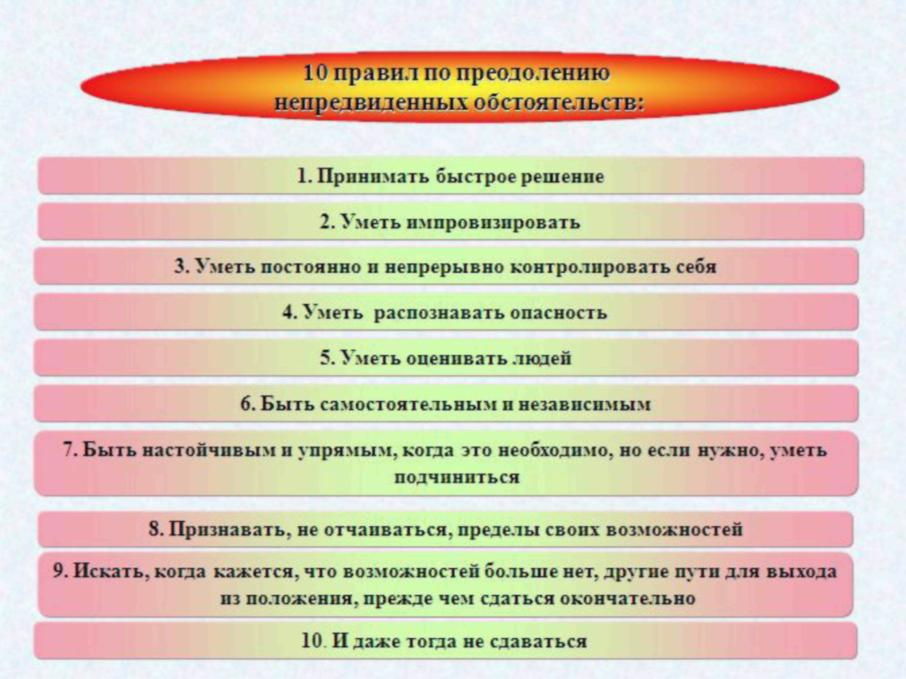 10 правил по преодолению
непредвиденных обстоятельств:
1. Принимать быстрое решение
2. Уметь импровизировать
3. Уметь постоянно и непрерывно контролировать себя
4. Уметь распознавать опасность
5. Уметь оценивать людей
6. Быть самостоятельным и независимым
7. Быть настойчивым и упрямым, когда это необходимо, но если нужно, уметь
подчиниться
8. Признавать, не отчаиваться, пределы своих возможностей
9. Искать, когда кажется, что возможностей больше нет, другие пути для выхода
из положения, прежде чем сдаться окончательно
10. И даже тогда не сдаваться